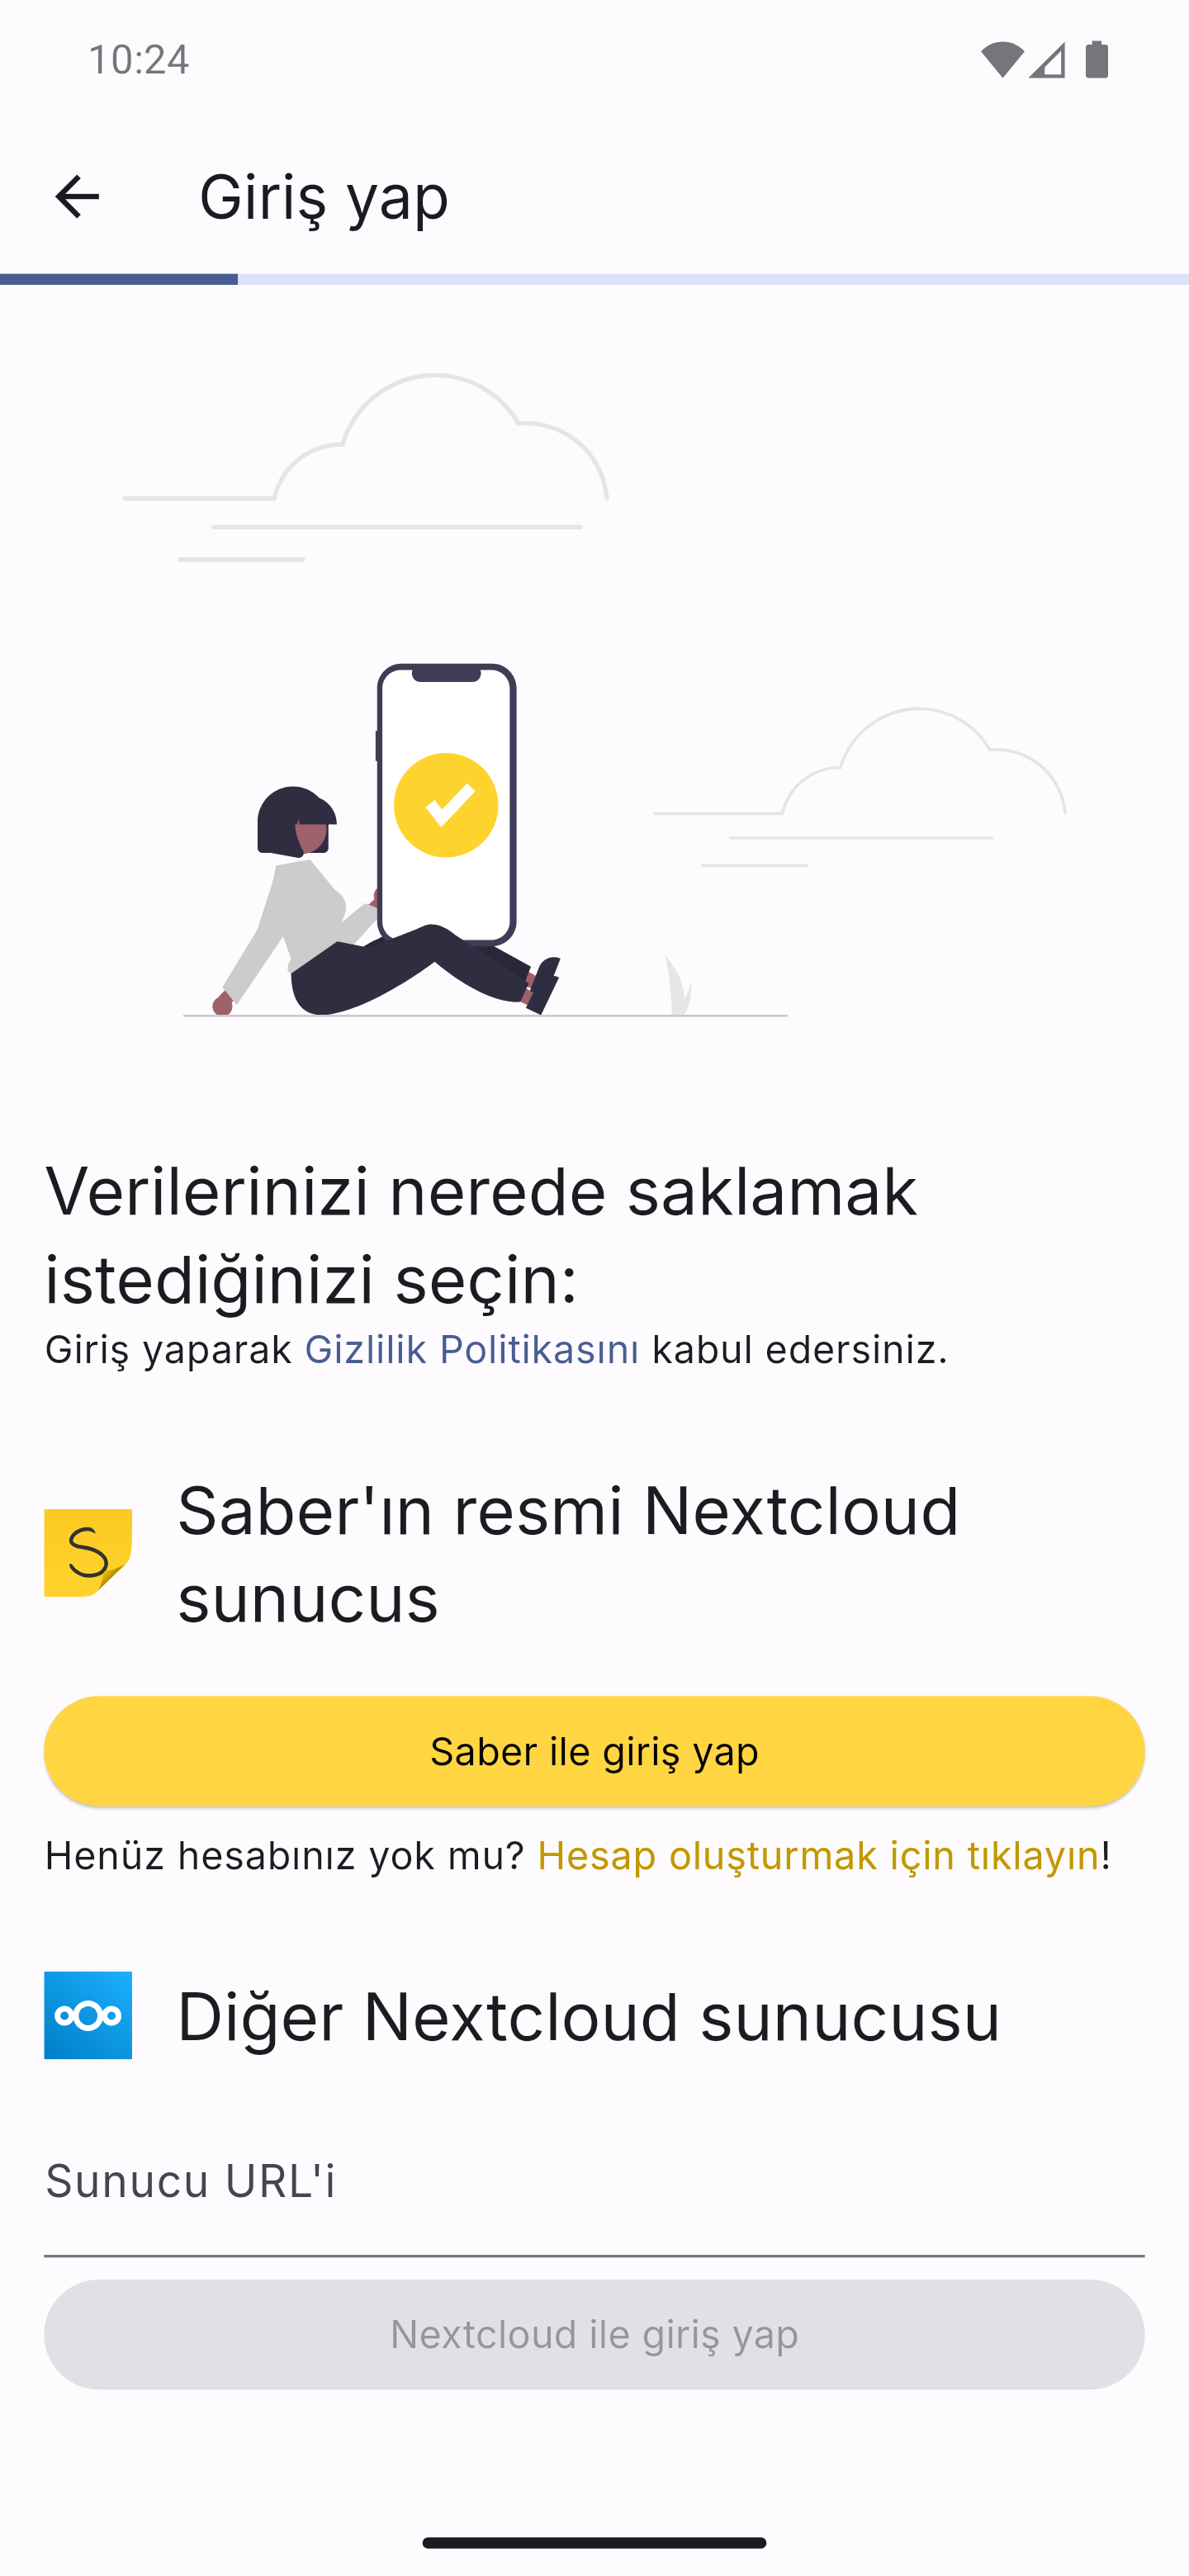 10:24
Giriş yap
Verilerinizi nerede saklamak
istediğinizi seçin:
Giriş yaparak Gizlilik Politikasını kabul edersiniz.
S
Saber'ın resmi Nextcloud
sunucus
Saber ile giriş yap
Henüz hesabınız yok mu? Hesap oluşturmak için tıklayın!
Diğer Nextcloud sunucusu
Sunucu URL'i
Nextcloud ile giriş yap